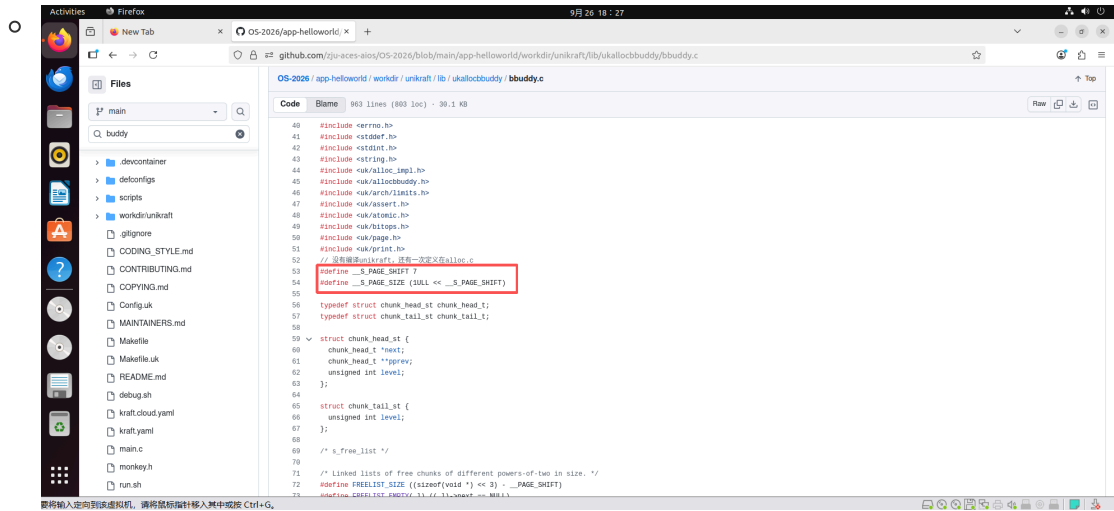 Activities
Firefox
9月 26 18：27
New Tab
OS-2026/app-helloworld/
github.com/zju-aces-aios/OS-2026/blob/main/app-helloworld/workdir/unikraft/lib/ukallocbbuddy/bbuddy.c
Files
OS-2026 / app-helloworld / workdir / unikraft / lib / ukallocbbuddy / bbuddy.c
Top
main
Code
Blame
963 lines (803 loc) · 30.1 KB
Raw
buddy
.devcontainer
defconfigs
scripts
workdir/unikraft
.gitignore
CODING_STYLE.md
CONTRIBUTING.md
COPYING.md
Config.uk
MAINTAINERS.md
Makefile
Makefile.uk
README.md
debug.sh
kraft.cloud.yaml
kraft.yaml
main.c
monkey.h
run.sh
40 #include <errno.h>
41 #include <stddef.h>
42 #include <stdint.h>
43 #include <string.h>
44 #include <uk/alloc_impl.h>
45 #include <uk/allocbbuddy.h>
46 #include <uk/arch/limits.h>
47 #include <uk/assert.h>
48 #include <uk/atomic.h>
49 #include <uk/bitops.h>
50 #include <uk/page.h>
51 #include <uk/print.h>
52 // 没有编译unikraft，还有一次定义在alloc.c
53 #define __S_PAGE_SHIFT 7
54 #define __S_PAGE_SIZE (1ULL << __S_PAGE_SHIFT)
55
56 typedef struct chunk_head_st chunk_head_t;
57 typedef struct chunk_tail_st chunk_tail_t;
58
59 struct chunk_head_st {
60 chunk_head_t *next;
61 chunk_head_t **pprev;
62 unsigned int level;
63 };
64
65 struct chunk_tail_st {
66 unsigned int level;
67 };
68
69 /* s_free_list */
70
71 /* Linked lists of free chunks of different powers-of-two in size. */
72 #define FREELIST_SIZE ((sizeof(void *) << 3) - __PAGE_SHIFT)
73 #define FREELIST_EMPTY(_l) ((_l)->next == NULL)
要将输入定向到该虚拟机，请将鼠标指针移入其中或按 Ctrl+G。